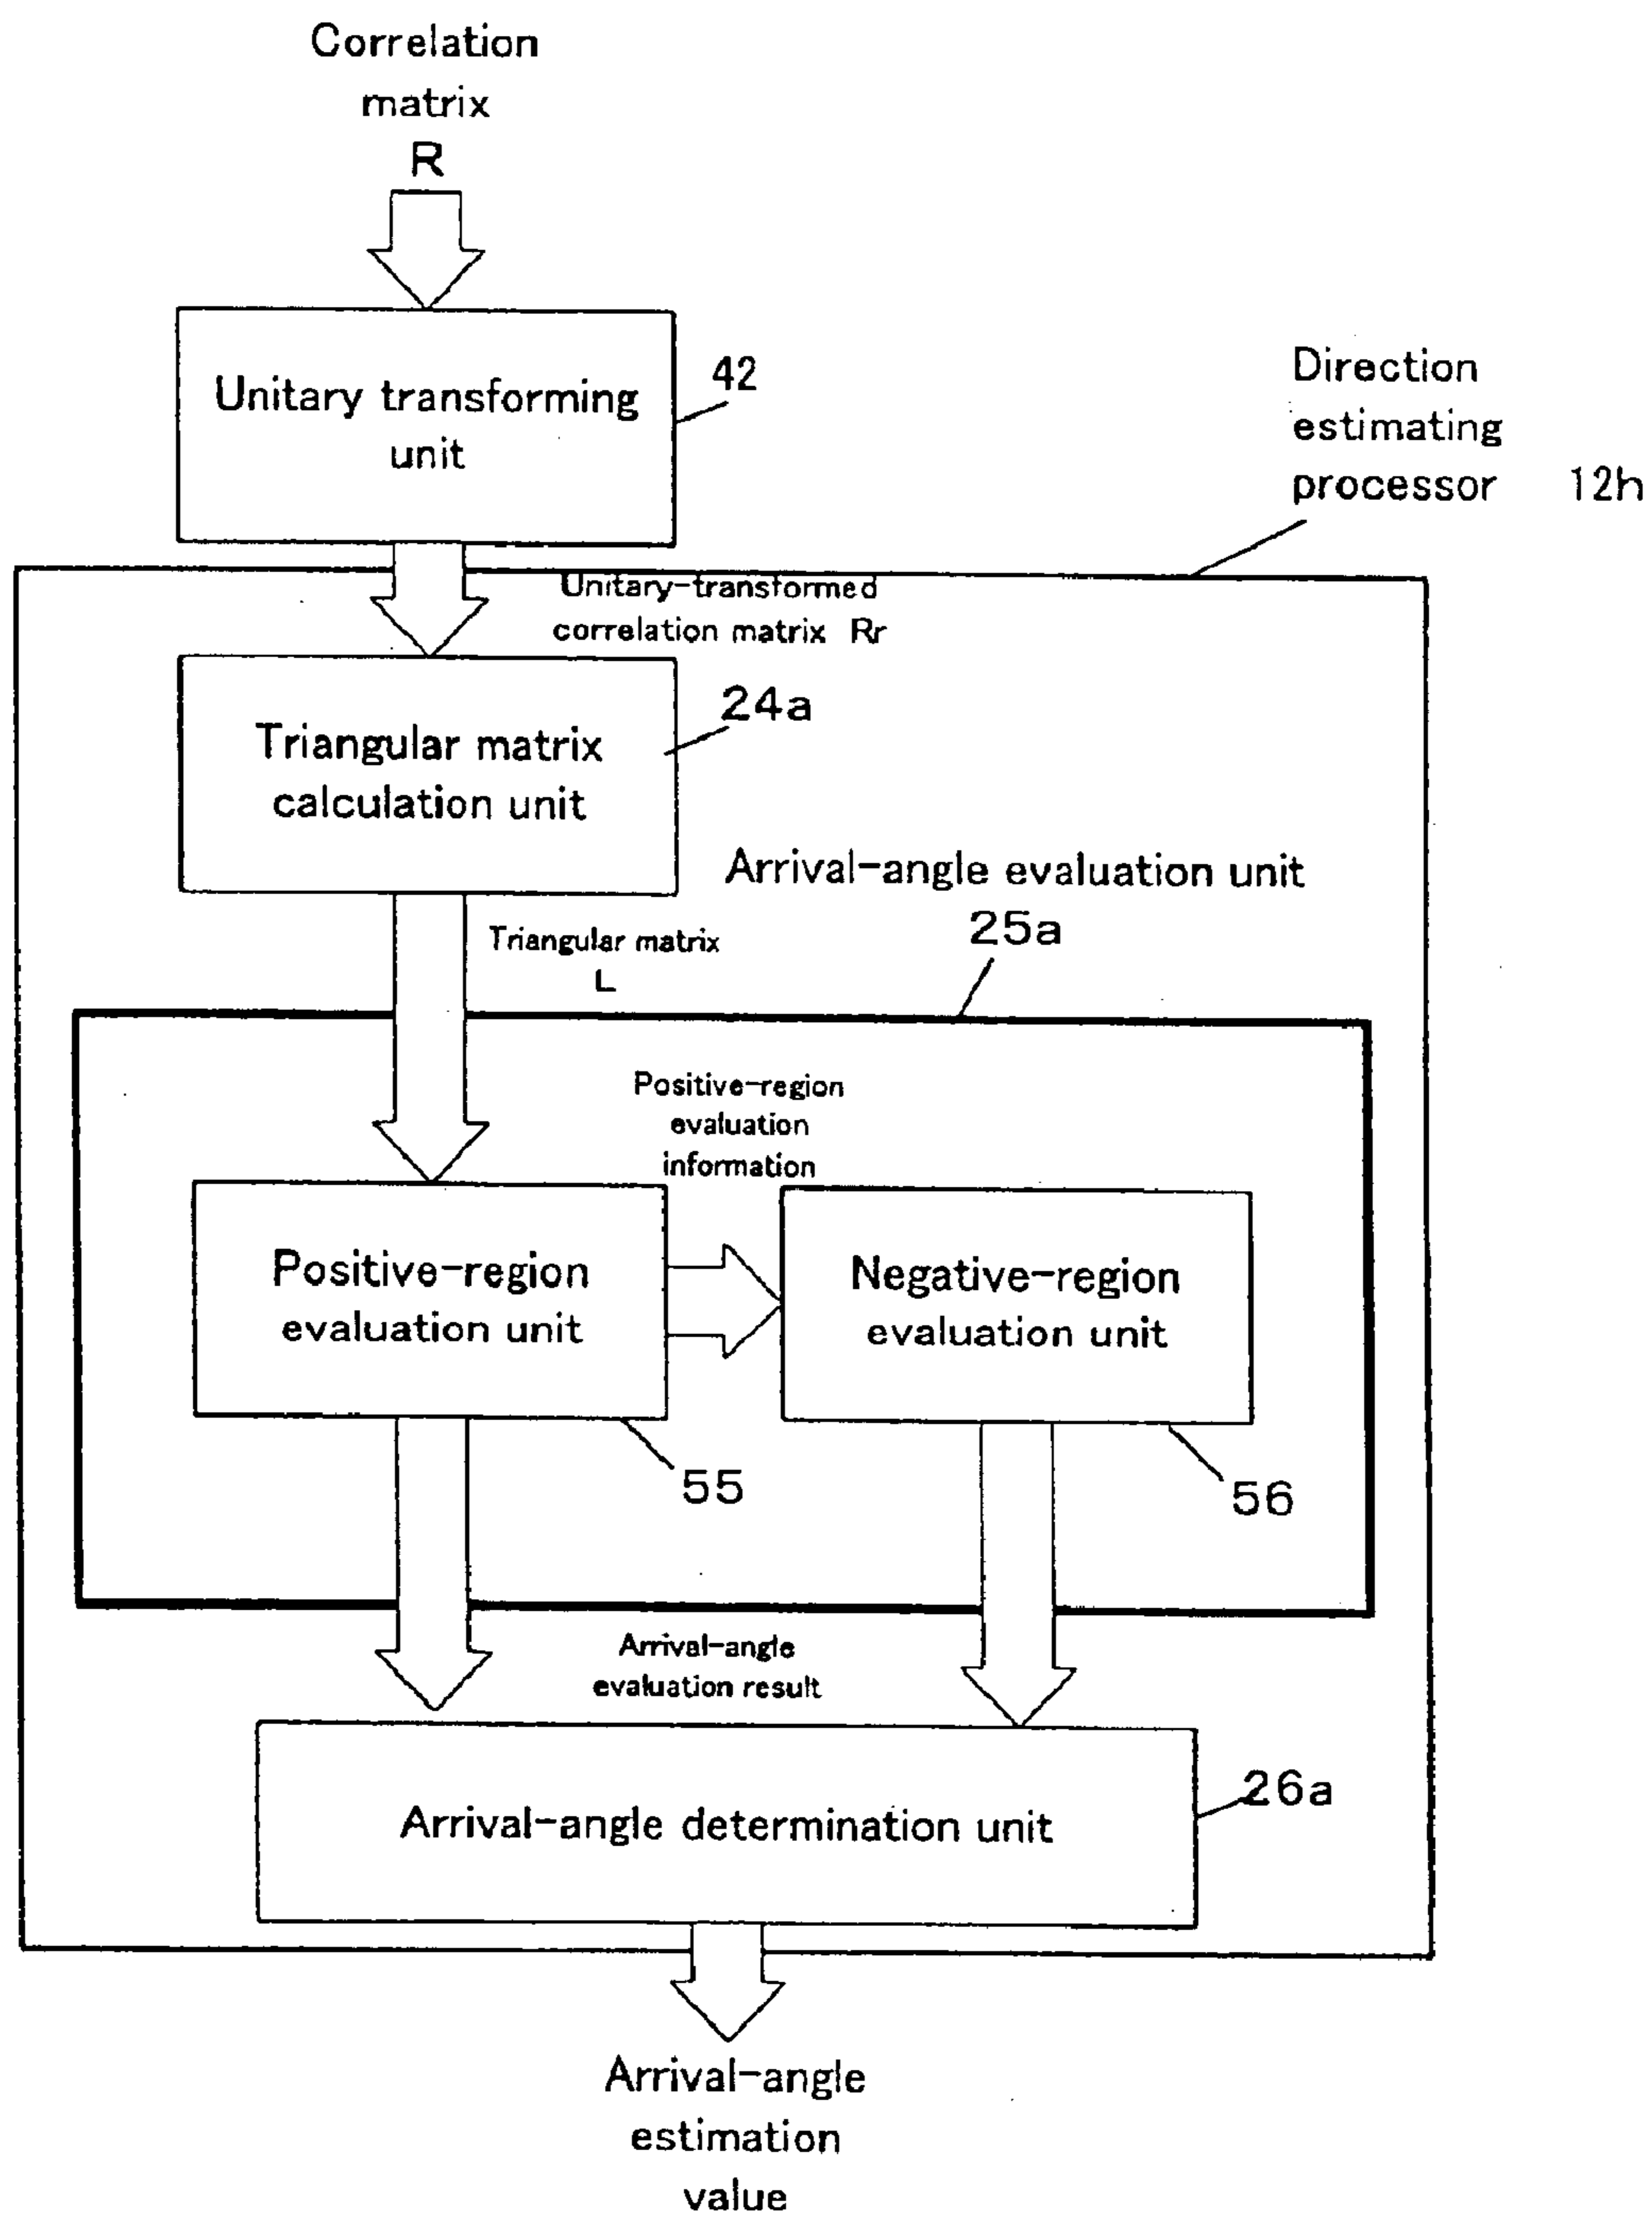 Correlation
matrix
R
Unitary transforming
unit
42
Direction
estimating
processor 12h
Unitary-transformed
correlation matrix Rr
Triangular matrix
calculation unit
24a
Arrival-angle evaluation unit
25a
Triangular matrix
L
Positive-region
evaluation
information
Positive-region
evaluation unit
Negative-region
evaluation unit
55
56
Arrival-angle
evaluation result
Arrival-angle determination unit
26a
Arrival-angle
estimation
value